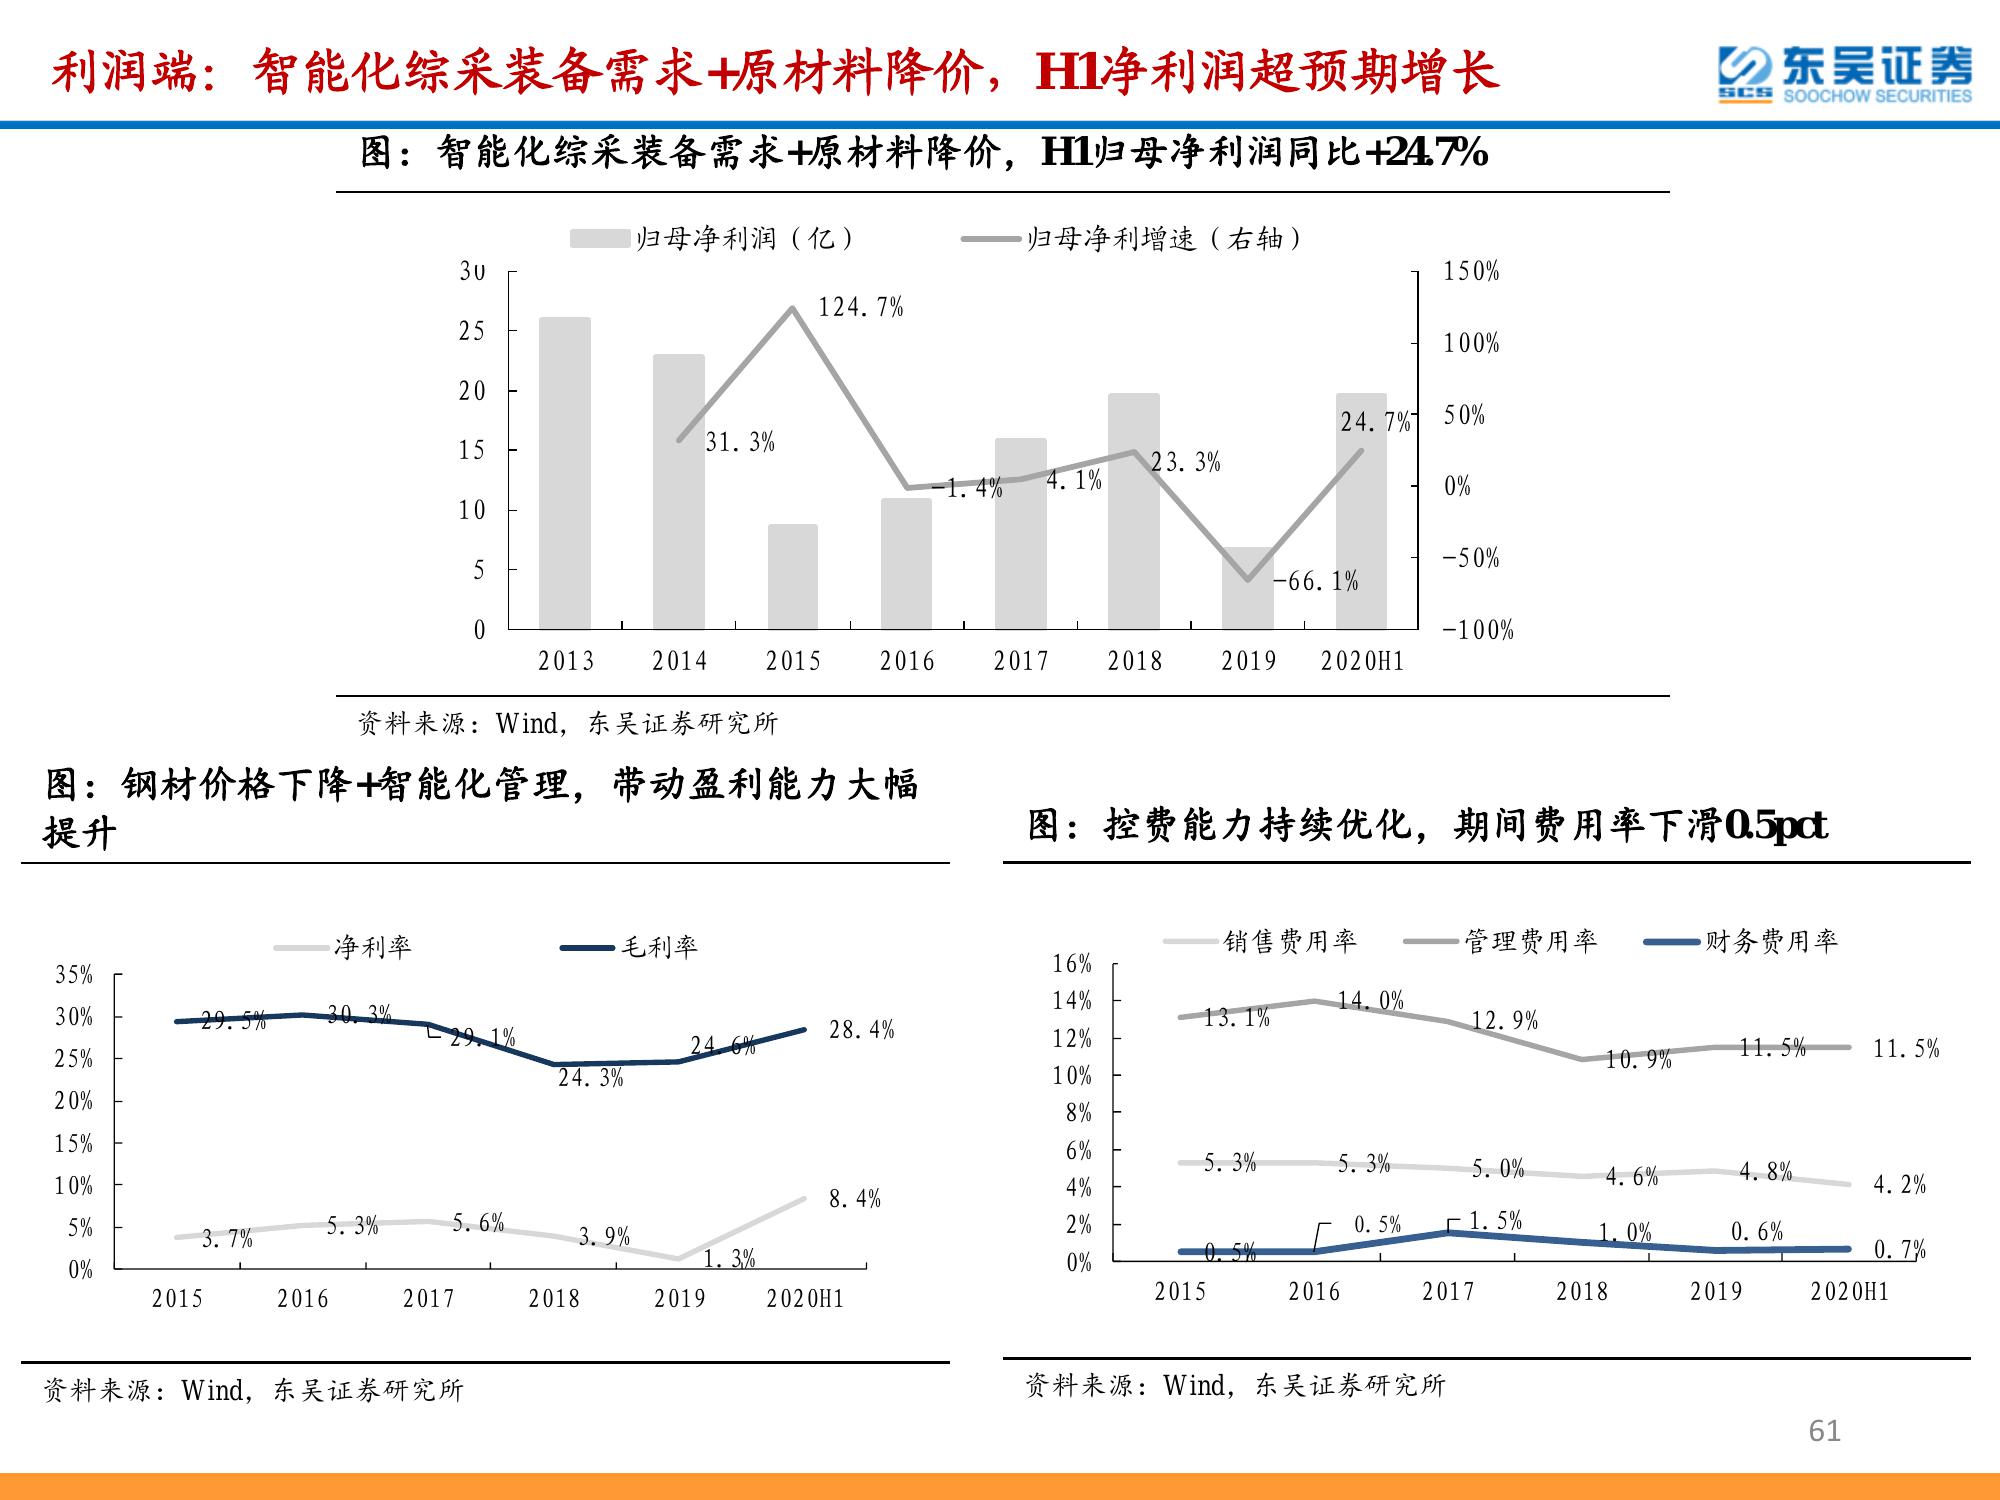 利润端：智能化综采装备需求+原材料降价，H1净利润超预期增长
东吴证券
SCS
SOOCHOW SECURITIES
图：智能化综采装备需求+原材料降价，H1归母净利润同比+24.7%
归母净利润（亿） 归母净利增速（右轴）
30
25
20
15
10
5
0
150%
100%
50%
0%
-50%
-100%
31.3%
124.7%
-1.4%
4.1%
23.3%
-66.1%
24.7%
2013 2014 2015 2016 2017 2018 2019 2020H1
资料来源：Wind，东吴证券研究所
图：钢材价格下降+智能化管理，带动盈利能力大幅
提升
净利率 毛利率
35%
30%
25%
20%
15%
10%
5%
0%
29.5% 30.3% 29.1% 24.3% 24.6% 28.4%
3.7% 5.3% 5.6% 3.9% 1.3% 8.4%
2015 2016 2017 2018 2019 2020H1
资料来源：Wind，东吴证券研究所
图：控费能力持续优化，期间费用率下滑0.5pct
销售费用率 管理费用率 财务费用率
16%
14%
12%
10%
8%
6%
4%
2%
0%
13.1% 14.0% 12.9% 10.9% 11.5% 11.5%
5.3% 5.3% 5.0% 4.6% 4.8% 4.2%
0.5% 0.5% 1.5% 1.0% 0.6% 0.7%
2015 2016 2017 2018 2019 2020H1
资料来源：Wind，东吴证券研究所
61